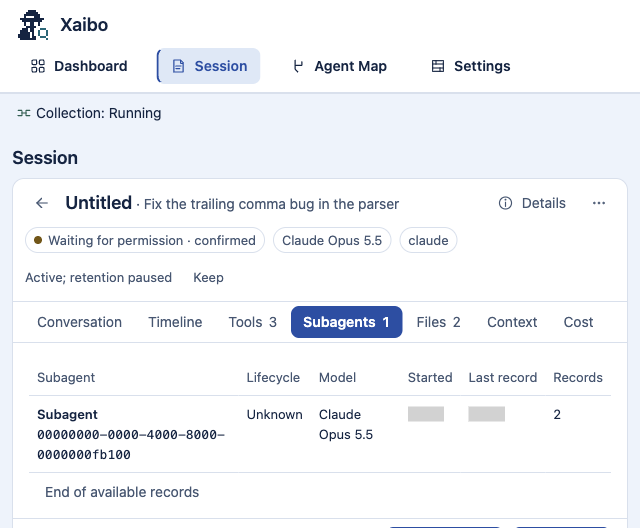 Xaibo
Dashboard Session Agent Map Settings
Collection: Running
Session
Untitled · Fix the trailing comma bug in the parser Details ···
Waiting for permission · confirmed Claude Opus 5.5 claude
Active; retention paused Keep
Conversation Timeline Tools 3 Subagents 1 Files 2 Context Cost
Subagent Lifecycle Model Started Last record Records
Subagent Unknown Claude 2
00000000-0000-4000-8000- Opus 5.5
0000000fb100
End of available records